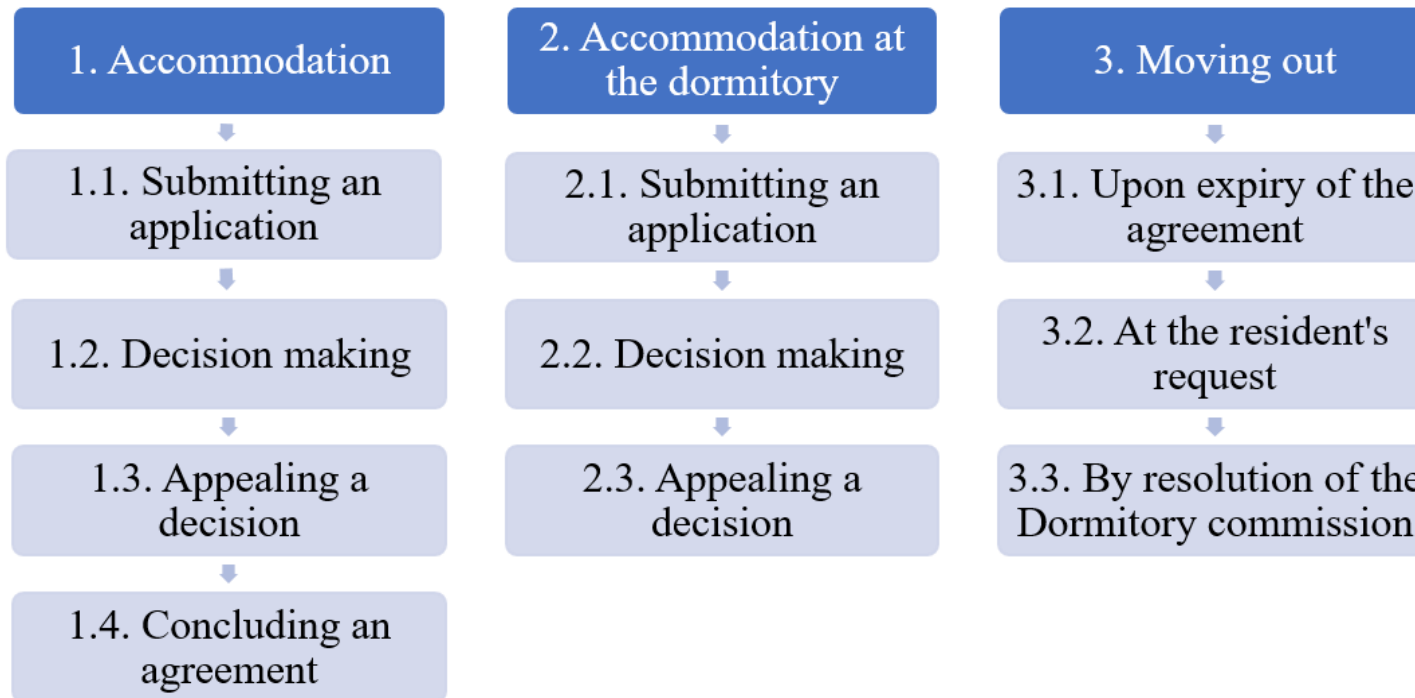 1. Accommodation
1.1. Submitting an
application
1.2. Decision making
1.3. Appealing a
decision
1.4. Concluding an
agreement
2. Accommodation at
the dormitory
2.1. Submitting an
application
2.2. Decision making
2.3. Appealing a
decision
3. Moving out
3.1. Upon expiry of the
agreement
3.2. At the resident's
request
3.3. By resolution of the
Dormitory commission